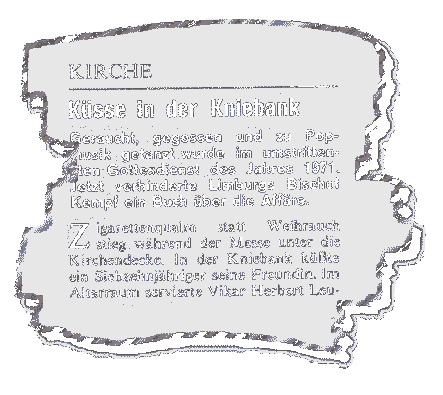 KIRCHE
Küsse in der Kniebank
Geraucht, gegessen und zu Pop-
musik getanzt wurde im umstritten-
sten Gottesdienst des Jahres 1971.
Jetzt verhinderte Limburgs Bischof
Kempf ein Buch über die Affäre.
Zigarettenqualm statt Weihrauch
stieg während der Messe unter die
Kirchendecke. In der Kniebank küßte
ein Siebzehnjähriger seine Freundin. Im
Altarraum servierte Vikar Herbert Leu-